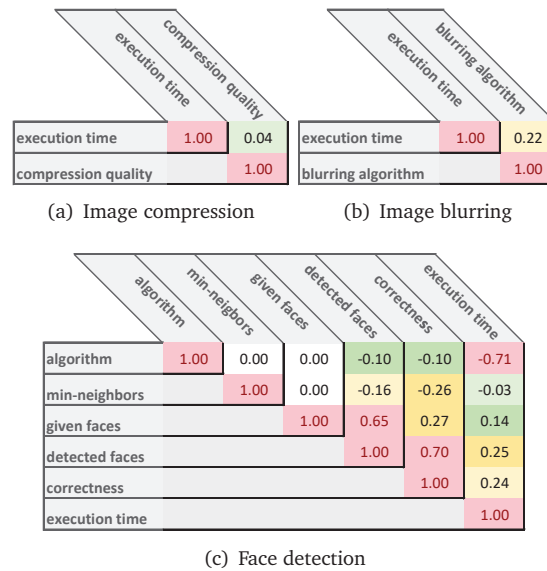 execution time
compression quality
execution time 1.00 0.04
compression quality 1.00
(a) Image compression
execution time
blurring algorithm
execution time 1.00 0.22
blurring algorithm 1.00
(b) Image blurring
algorithm
min-neigbors
given faces
detected faces
correctness
execution time
algorithm 1.00 0.00 0.00 -0.10 -0.10 -0.71
min-neighbors 1.00 0.00 -0.16 -0.26 -0.03
given faces 1.00 0.65 0.27 0.14
detected faces 1.00 0.70 0.25
correctness 1.00 0.24
execution time 1.00
(c) Face detection